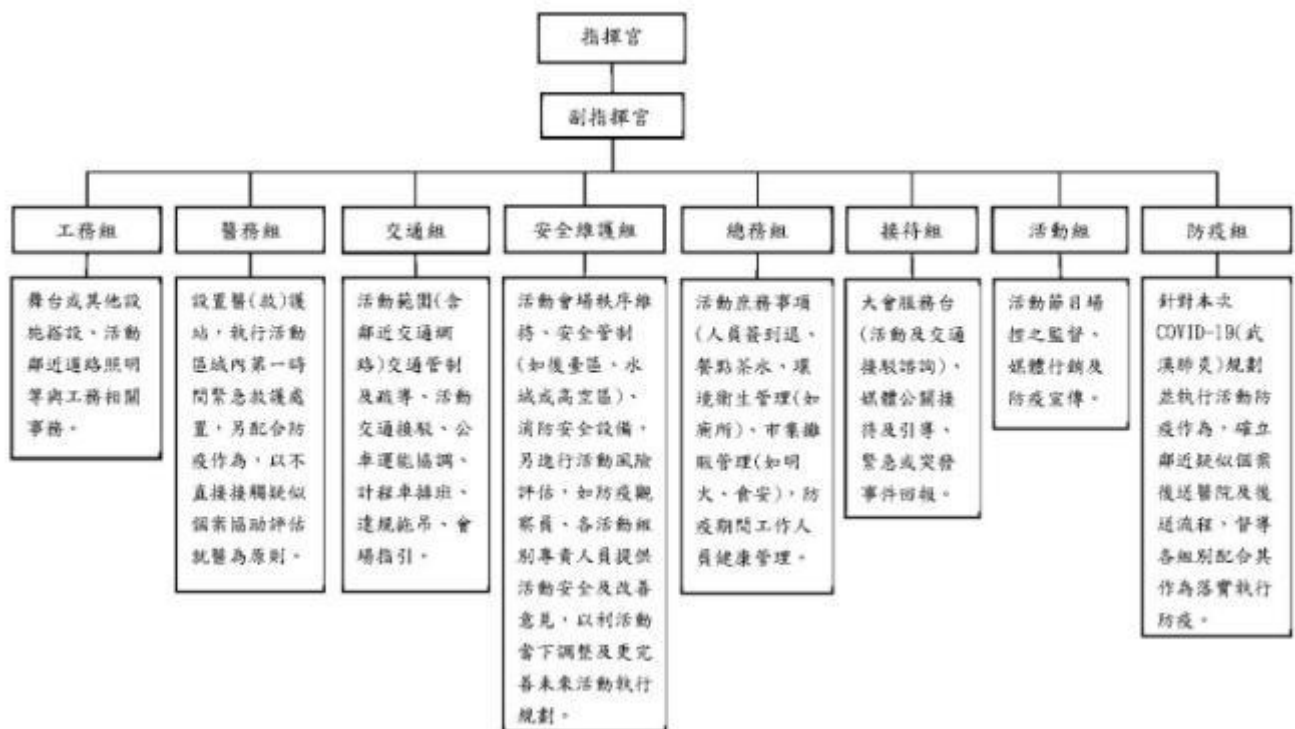 指揮官
副指揮官
工務組
舞台或其他設
施搭設、活動
鄰近道路照明
等與工務相關
事務。
醫務組
設置醫(救)護
站，執行活動
區域內第一時
間緊急救護處
置，另配合防
疫作為，以不
直接接觸疑似
個案協助評估
就醫為原則。
交通組
活動範圍(含
鄰近交通網
路)交通管制
及疏導、活動
交通接駁、公
車運能協調、
計程車排班、
違規拖吊、會
場指引。
安全維護組
活動會場秩序維
持、安全管制
(如後臺區、水
域或高空區)、
消防安全設備，
另進行活動風險
評估，如防疫觀
察員、各活動組
別專責人員提供
活動安全及改善
意見，以利活動
當下調整及更完
善未來活動執行
規劃。
總務組
活動庶務事項
(人員簽到退、
餐點茶水、環
境衛生管理(如
廁所)、市集攤
販管理(如明
火、食安)，防
疫期間工作人
員健康管理。
接待組
大會服務台
(活動及交通
接駁諮詢)、
媒體公關接
待及引導、
緊急或突發
事件回報。
活動組
活動節目場
控之監督、
媒體行銷及
防疫宣傳。
防疫組
針對本次
COVID-19(武
漢肺炎)規劃
並執行活動防
疫作為，確立
鄰近疑似個案
後送醫院及後
送流程，督導
各組別配合其
作為落實執行
防疫。